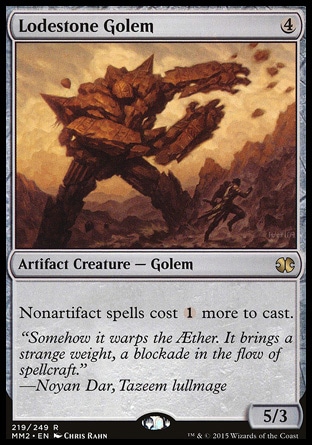 Lodestone Golem 4
Artifact Creature — Golem
Nonartifact spells cost 1 more to cast.
“Somehow it warps the Æther. It brings a
strange weight, a blockade in the flow of
spellcraft.”
—Noyan Dar, Tazeem lullmage
5/3
219/249 R
MM2 • EN Chris Rahn
™ & © 2015 Wizards of the Coast